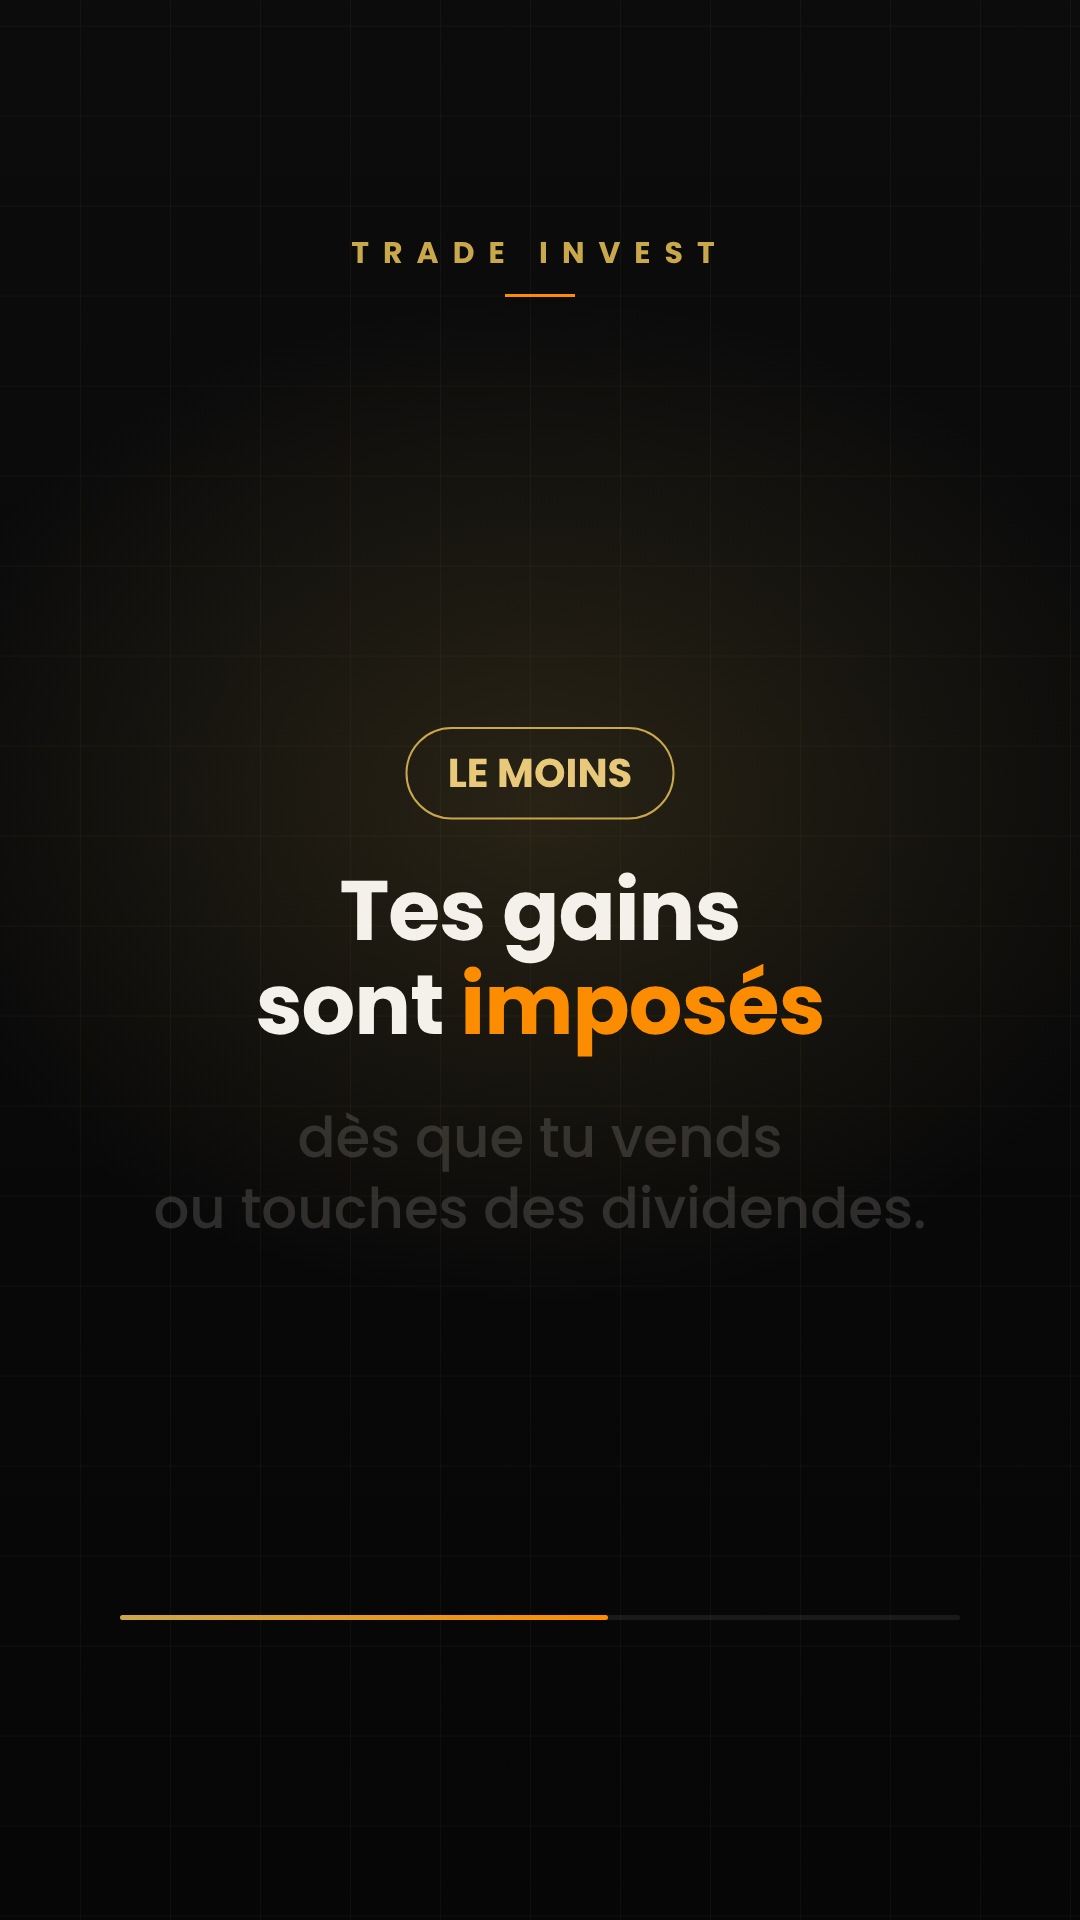 TRADE INVEST
LE MOINS
Tes gains
sont imposés
dès que tu vends
ou touches des dividendes.